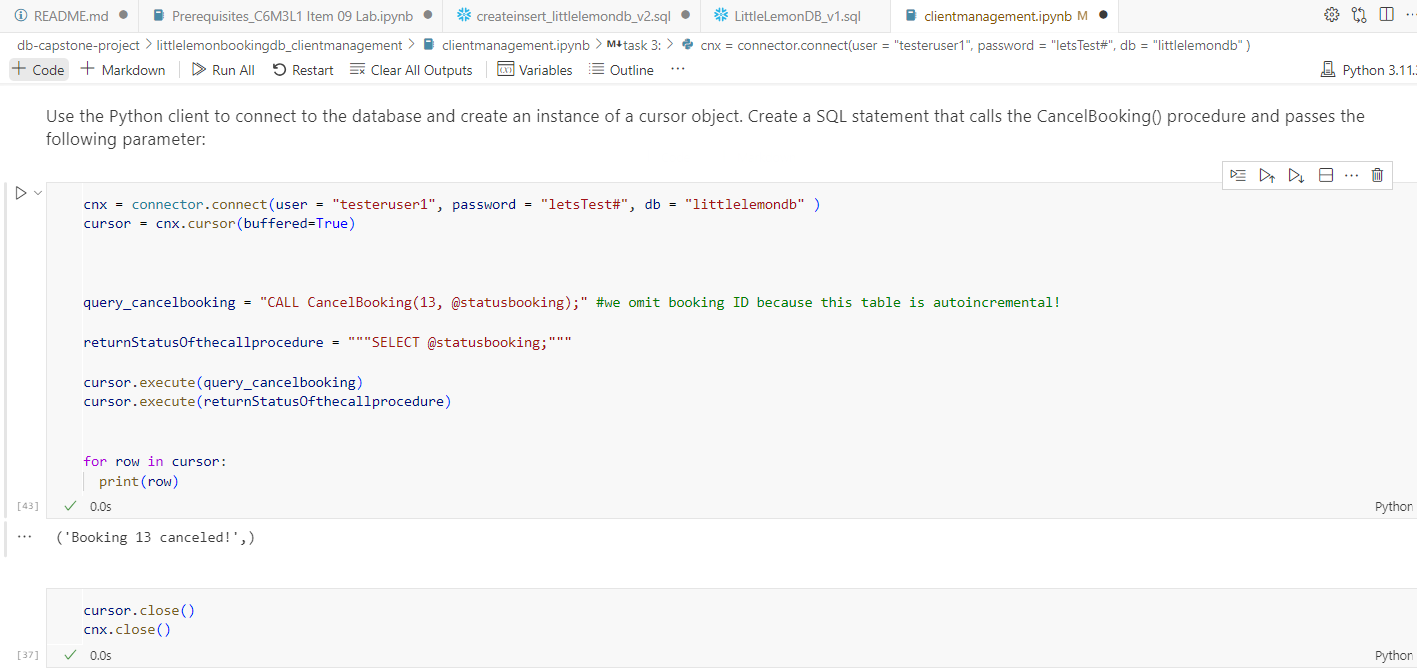 README.md Prerequisites_C6M3L1 Item 09 Lab.ipynb createinsert_littlelemondb_v2.sql LittleLemonDB_v1.sql clientmanagement.ipynb M
db-capstone-project > littlelemonbookingdb_clientmanagement > clientmanagement.ipynb > M↓task 3: > cnx = connector.connect(user = "testeruser1", password = "letsTest#", db = "littlelemondb" )
+ Code + Markdown Run All Restart Clear All Outputs Variables Outline ... Python 3.11.
Use the Python client to connect to the database and create an instance of a cursor object. Create a SQL statement that calls the CancelBooking() procedure and passes the
following parameter:
cnx = connector.connect(user = "testeruser1", password = "letsTest#", db = "littlelemondb" )
cursor = cnx.cursor(buffered=True)
query_cancelbooking = "CALL CancelBooking(13, @statusbooking);" #we omit booking ID because this table is autoincremental!
returnStatusOfthecallprocedure = """SELECT @statusbooking;"""
cursor.execute(query_cancelbooking)
cursor.execute(returnStatusOfthecallprocedure)
for row in cursor:
print(row)
[43] 0.0s Python
... ('Booking 13 canceled!',)
cursor.close()
cnx.close()
[37] 0.0s Python